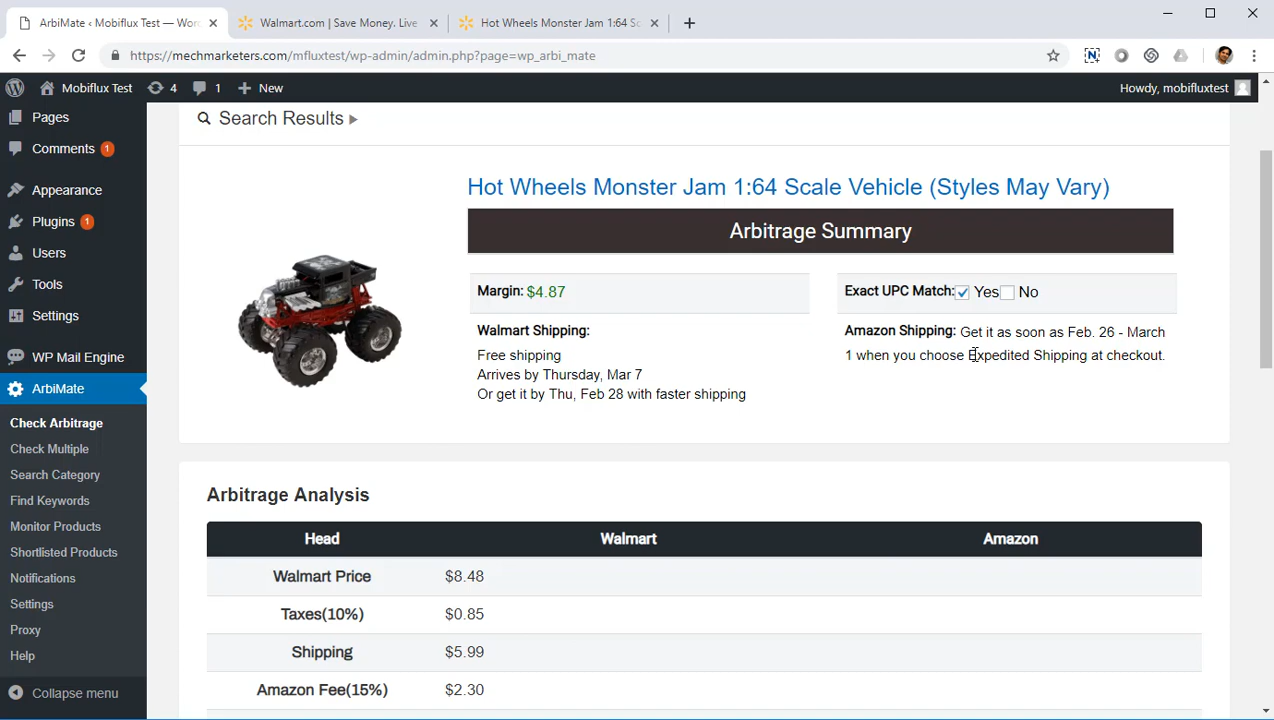 ArbiMate ‹ Mobiflux Test — Wor
Walmart.com | Save Money. Live
Hot Wheels Monster Jam 1:64 Sc
https://mechmarketers.com/mfluxtest/wp-admin/admin.php?page=wp_arbi_mate
Mobiflux Test 4 1 New Howdy, mobifluxtest
Pages
Comments 1
Appearance
Plugins 1
Users
Tools
Settings
WP Mail Engine
ArbiMate
Check Arbitrage
Check Multiple
Search Category
Find Keywords
Monitor Products
Shortlisted Products
Notifications
Settings
Proxy
Help
Collapse menu
Search Results
Hot Wheels Monster Jam 1:64 Scale Vehicle (Styles May Vary)
Arbitrage Summary
Margin: $4.87
Walmart Shipping:
Free shipping
Arrives by Thursday, Mar 7
Or get it by Thu, Feb 28 with faster shipping
Exact UPC Match: Yes No
Amazon Shipping: Get it as soon as Feb. 26 - March
1 when you choose Expedited Shipping at checkout.
Arbitrage Analysis
Head Walmart Amazon
Walmart Price $8.48
Taxes(10%) $0.85
Shipping $5.99
Amazon Fee(15%) $2.30